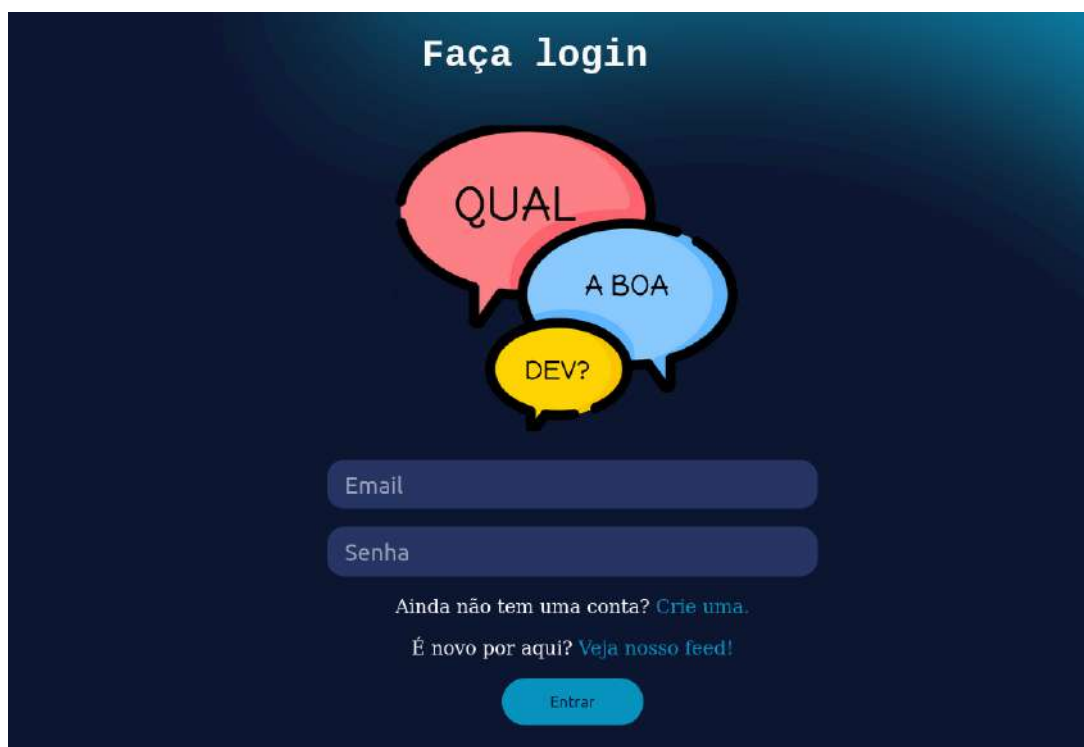 Faça login
QUAL
A BOA
DEV?
Email
Senha
Ainda não tem uma conta? Crie uma.
É novo por aqui? Veja nosso feed!
Entrar